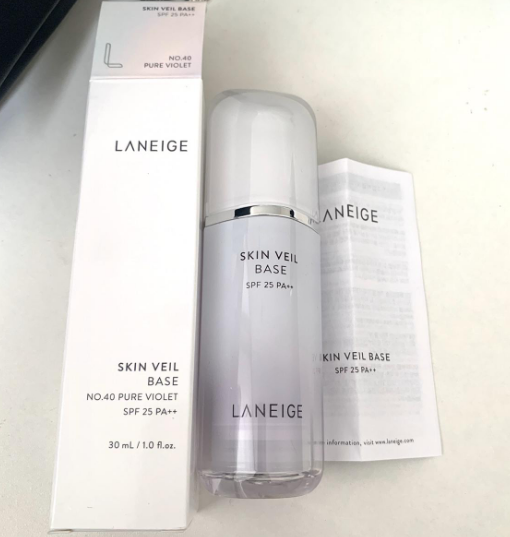 SKIN VEIL BASE
SPF 25 PA++
NO.40
PURE VIOLET
LANEIGE
SKIN VEIL
BASE
NO.40 PURE VIOLET
SPF 25 PA++
30 mL / 1.0 fl.oz.
SKIN VEIL
BASE
SPF 25 PA++
LANEIGE
ANEIGE
KIN VEIL BASE
SPF 25 PA++
information, visit www.laneige.com